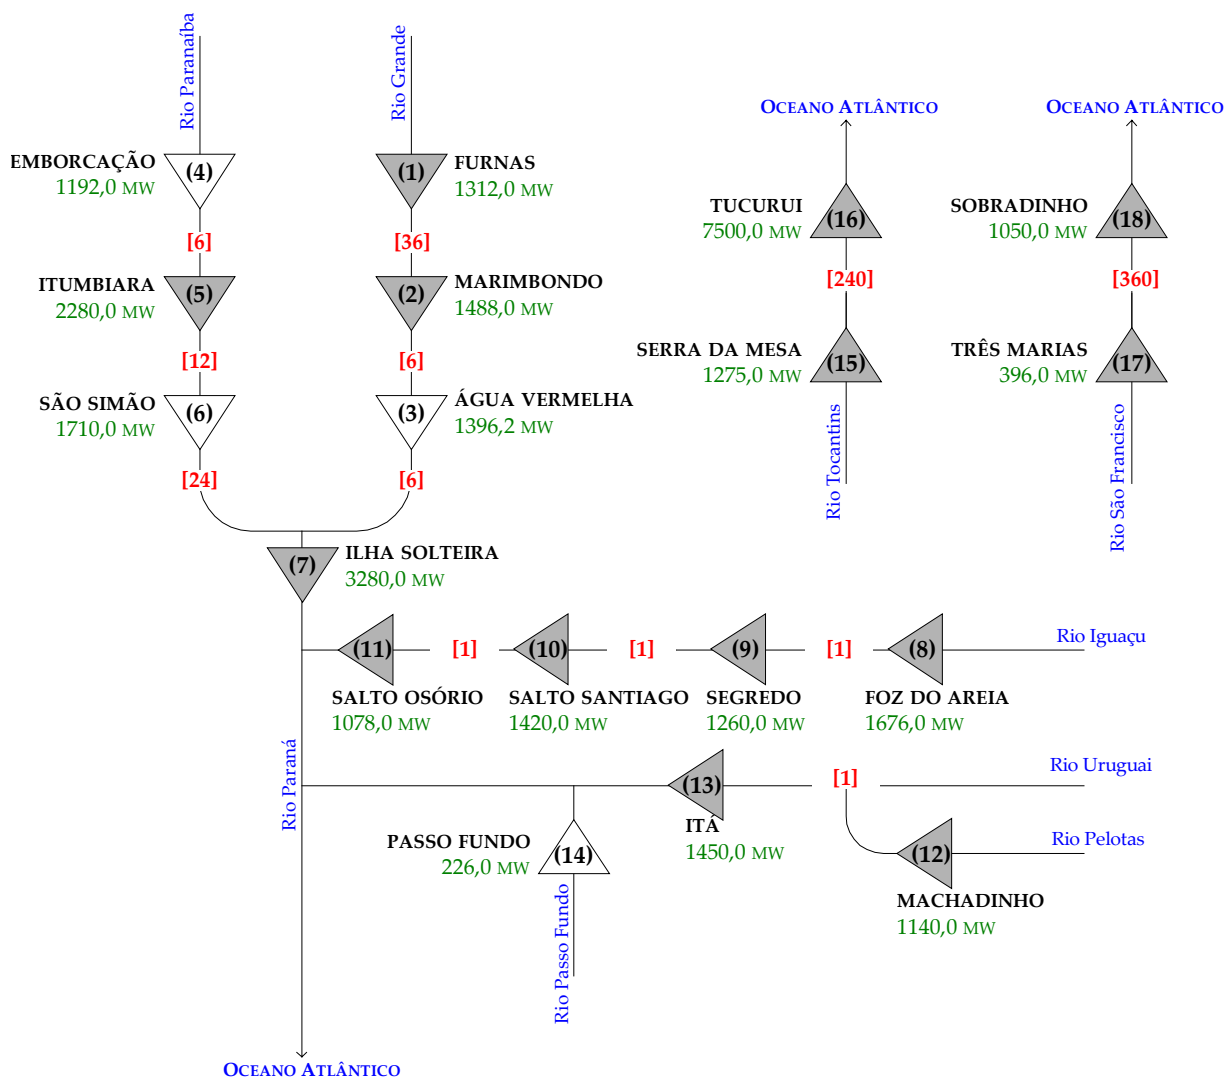 Rio Paranaíba
Rio Grande
OCEANO ATLÂNTICO
OCEANO ATLÂNTICO
EMBORCAÇÃO
1192,0 MW
(4)
(1)
FURNAS
1312,0 MW
TUCURUI
7500,0 MW
(16)
SOBRADINHO
1050,0 MW
(18)
[6]
[36]
[240]
[360]
ITUMBIARA
2280,0 MW
(5)
(2)
MARIMBONDO
1488,0 MW
[12]
[6]
SERRA DA MESA
1275,0 MW
(15)
TRÊS MARIAS
396,0 MW
(17)
SÃO SIMÃO
1710,0 MW
(6)
(3)
ÁGUA VERMELHA
1396,2 MW
[24]
[6]
Rio Tocantins
Rio São Francisco
(7)
ILHA SOLTEIRA
3280,0 MW
(11)
[1]
(10)
[1]
(9)
[1]
(8)
Rio Iguaçu
SALTO OSÓRIO
1078,0 MW
SALTO SANTIAGO
1420,0 MW
SEGREDO
1260,0 MW
FOZ DO AREIA
1676,0 MW
Rio Paraná
(13)
[1]
Rio Uruguai
ITÁ
1450,0 MW
PASSO FUNDO
226,0 MW
(14)
(12)
Rio Pelotas
MACHADINHO
1140,0 MW
Rio Passo Fundo
OCEANO ATLÂNTICO